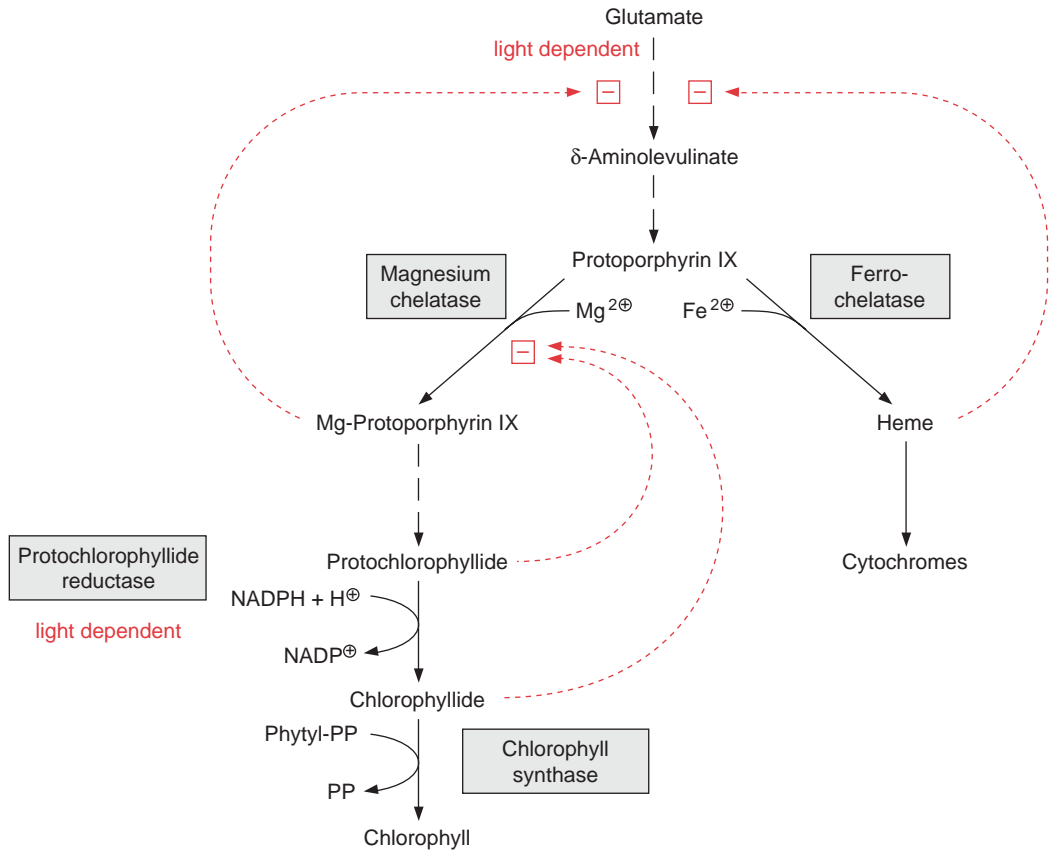 Glutamate
light dependent
−
−
δ-Aminolevulinate
Protoporphyrin IX
Magnesium
chelatase
Ferro-
chelatase
Mg2⊕
Fe2⊕
−
Mg-Protoporphyrin IX
Heme
Protochlorophyllide
reductase
light dependent
Protochlorophyllide
Cytochromes
NADPH + H⊕
NADP⊕
Chlorophyllide
Phytyl-PP
PP
Chlorophyll
synthase
Chlorophyll